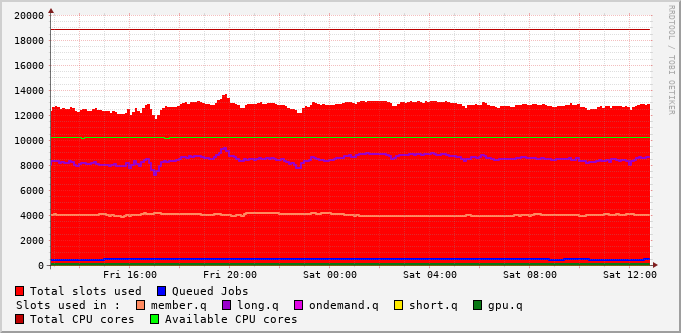 RRDTOOL / TOBI OETIKER
20000
18000
16000
14000
12000
10000
8000
6000
4000
2000
0
Fri 16:00 Fri 20:00 Sat 00:00 Sat 04:00 Sat 08:00 Sat 12:00
Total slots used Queued Jobs
Slots used in : member.q long.q ondemand.q short.q gpu.q
Total CPU cores Available CPU cores